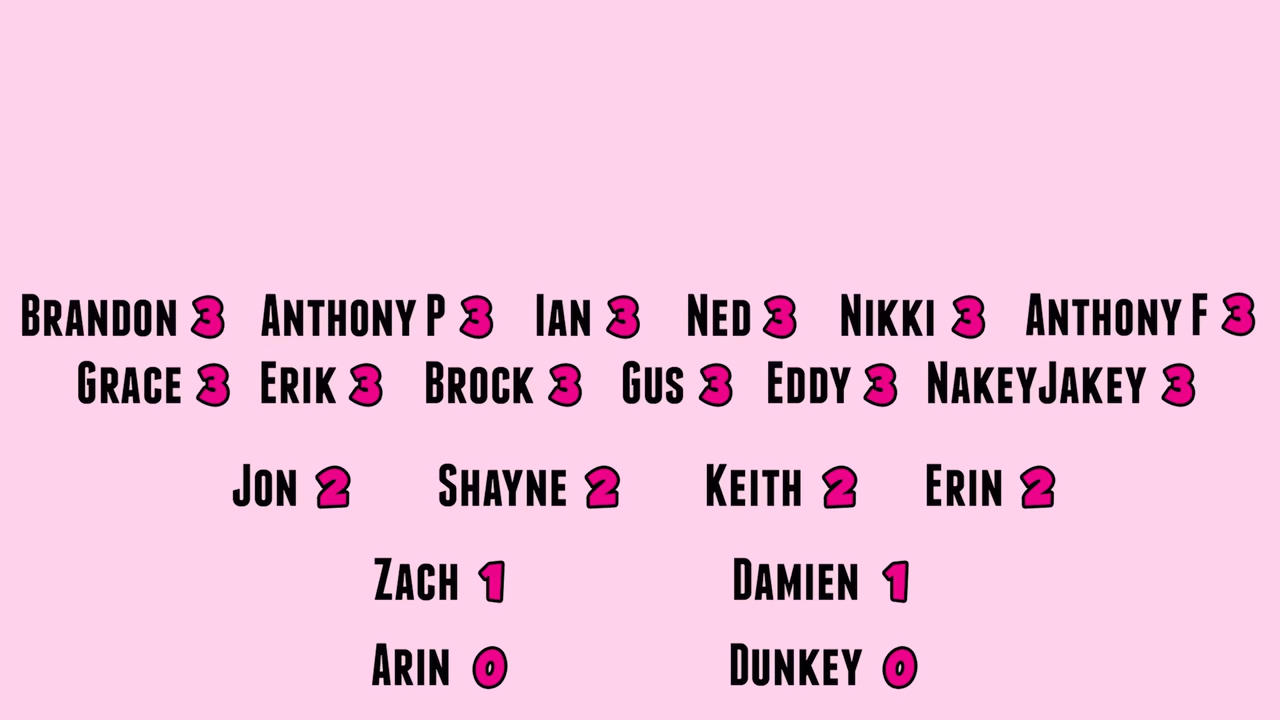 Brandon 3 Anthony P 3 Ian 3 Ned 3 Nikki 3 Anthony F 3
Grace 3 Erik 3 Brock 3 Gus 3 Eddy 3 NakeyJakey 3
Jon 2 Shayne 2 Keith 2 Erin 2
Zach 1 Damien 1
Arin 0 Dunkey 0